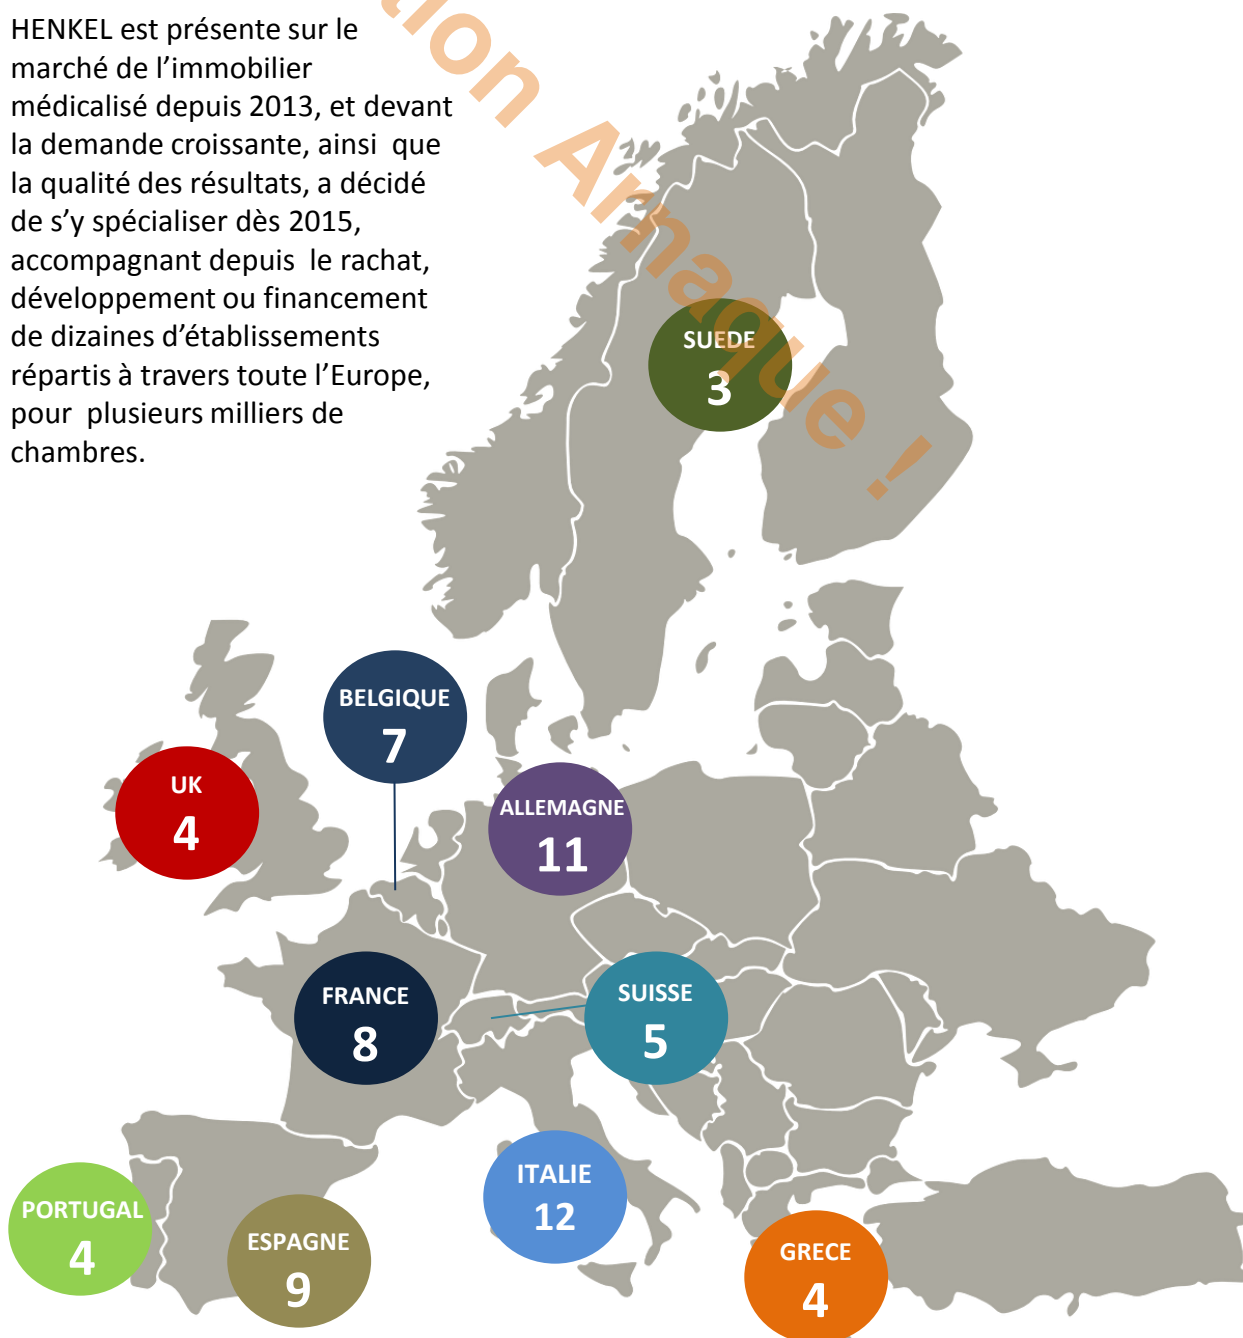 HENKEL est présente sur le
marché de l’immobilier
médicalisé depuis 2013, et devant
la demande croissante, ainsi que
la qualité des résultats, a décidé
de s’y spécialiser dès 2015,
accompagnant depuis le rachat,
développement ou financement
de dizaines d’établissements
répartis à travers toute l’Europe,
pour plusieurs milliers de
chambres.
Arnaque !
SUEDE
3
BELGIQUE
7
UK
4
ALLEMAGNE
11
FRANCE
8
SUISSE
5
ITALIE
12
PORTUGAL
4
ESPAGNE
9
GRECE
4